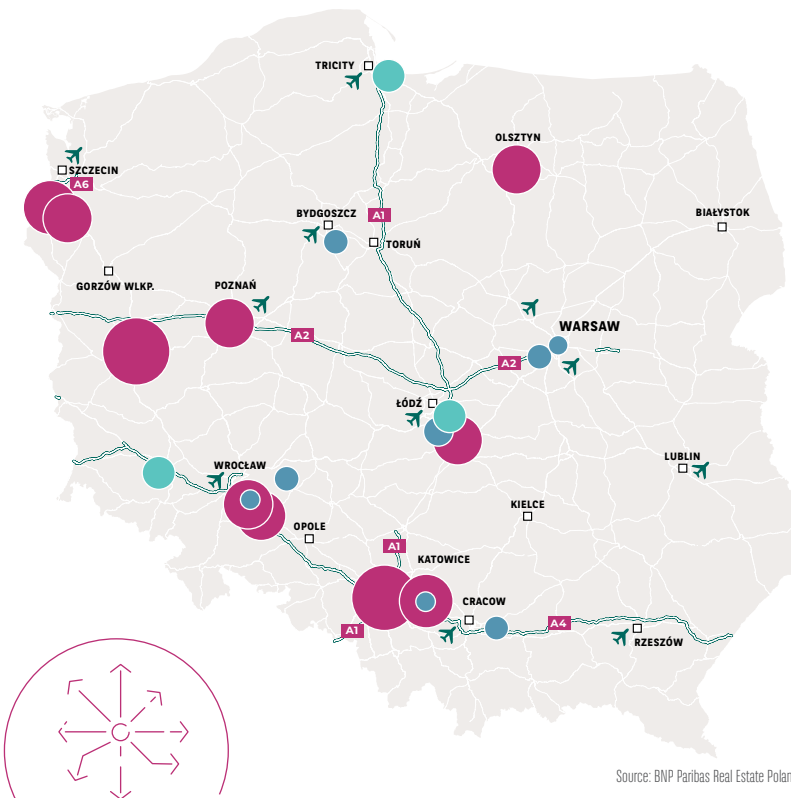 TRICITY
OLSZTYN
SZCZECIN
A6
BIAŁYSTOK
BYDGOSZCZ
A1
TORUŃ
GORZÓW WLKP.
POZNAŃ
WARSAW
A2
A2
ŁÓDŹ
LUBLIN
WROCŁAW
KIELCE
OPOLE
A1
KATOWICE
CRACOW
A4
A1
RZESZÓW
Source: BNP Paribas Real Estate Polan